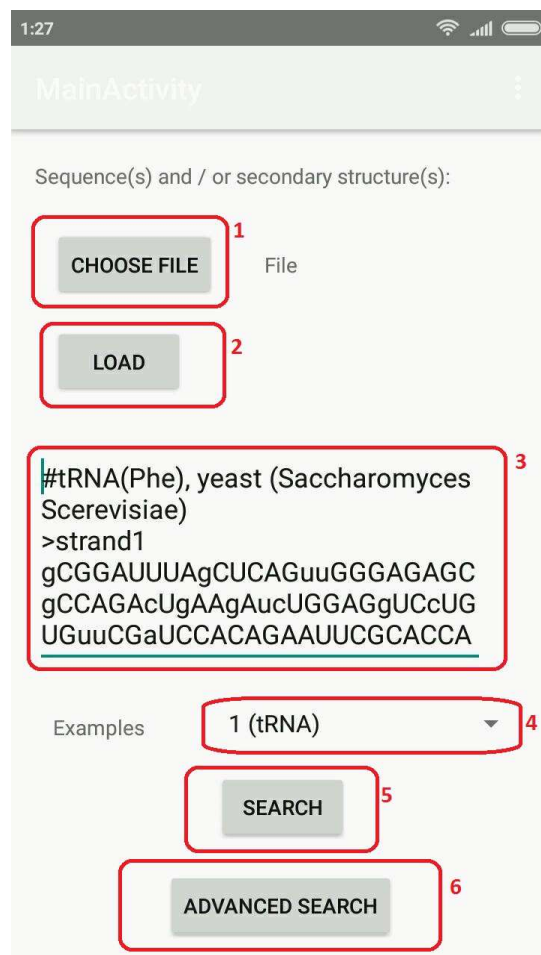 1:27
MainActivity
Sequence(s) and / or secondary structure(s):
1
CHOOSE FILE File
2
LOAD
3
#tRNA(Phe), yeast (Saccharomyces
Scerevisiae)
>strand1
gCGGAUUUAgCUCAGuuGGGAGAGC
gCCAGAcUgAAgAucUGGAGgUCcUG
UGuuCGaUCCACAGAAUUCGCACCA
Examples 1 (tRNA) 4
SEARCH 5
ADVANCED SEARCH 6